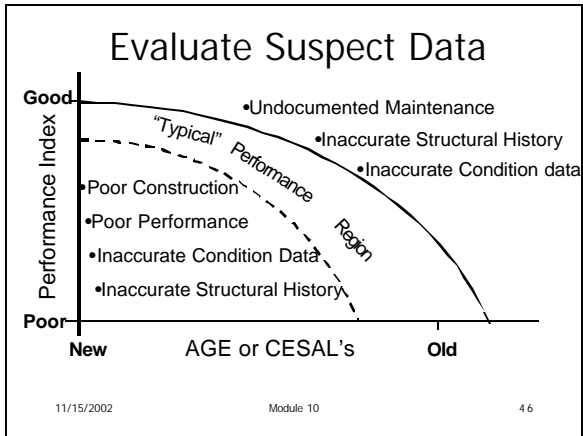 Evaluate Suspect Data
Good
Performance Index
•Undocumented Maintenance
"Typical" Performance Region
•Inaccurate Structural History
•Inaccurate Condition data
•Poor Construction
•Poor Performance
•Inaccurate Condition Data
•Inaccurate Structural History
Poor
New
AGE or CESAL's
Old
11/15/2002
Module 10
46